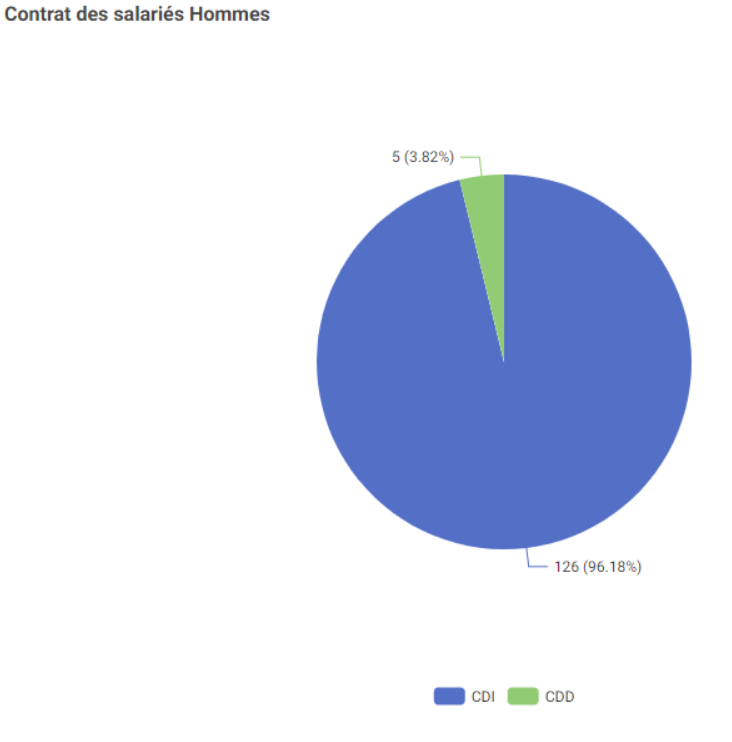 Contrat des salariés Hommes
5 (3.82%)
126 (96.18%)
CDI CDD